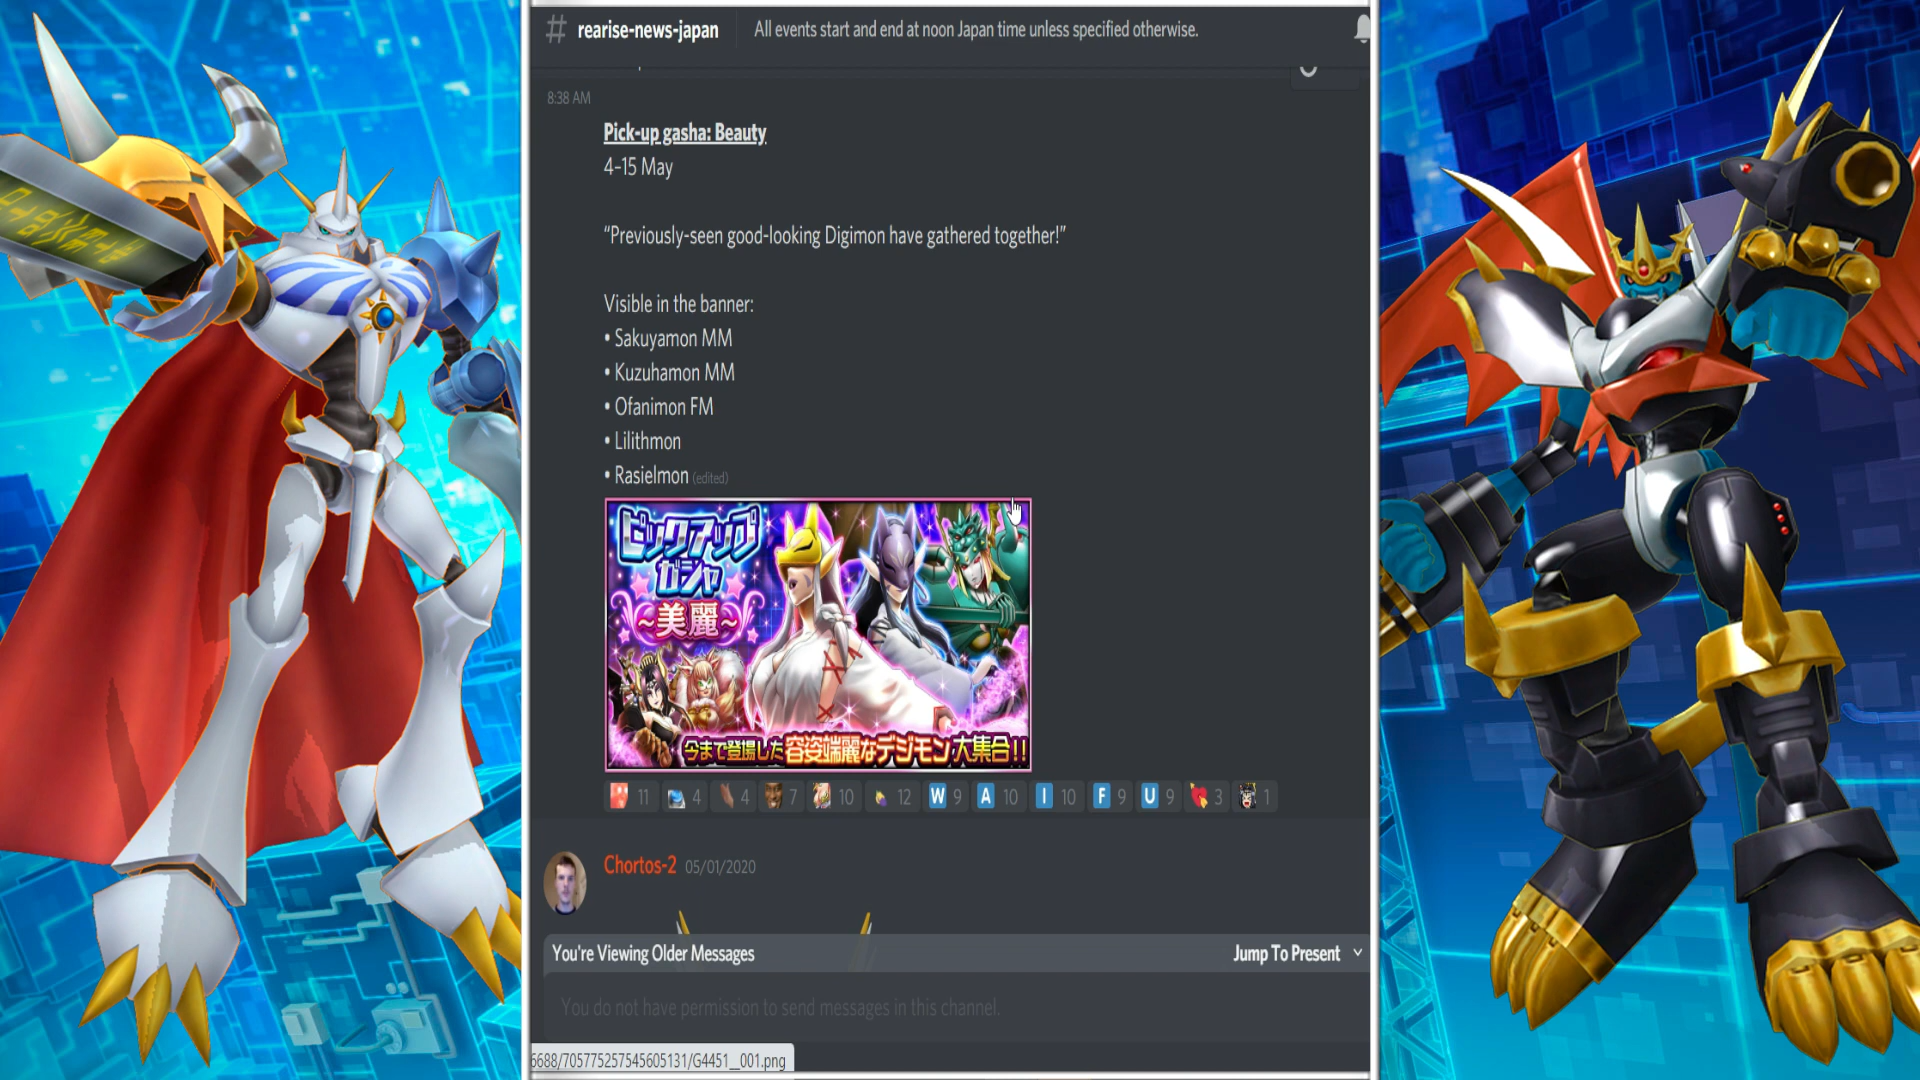 # rearise-news-japan
All events start and end at noon Japan time unless specified otherwise.
8:38 AM
Pick-up gasha: Beauty
4-15 May
“Previously-seen good-looking Digimon have gathered together!”
Visible in the banner:
• Sakuyamon MM
• Kuzuhamon MM
• Ofanimon FM
• Lilithmon
• Rasielmon (edited)
ピックアップ
ガシャ
~美麗~
今まで登場した容姿端麗なデジモン大集合!!
11 4 4 7 10 12 W 9 A 10 I 10 F 9 U 9 3 1
Chortos-2 05/01/2020
You're Viewing Older Messages
Jump To Present
You do not have permission to send messages in this channel.
6688/705775257545605131/G4451__001.png